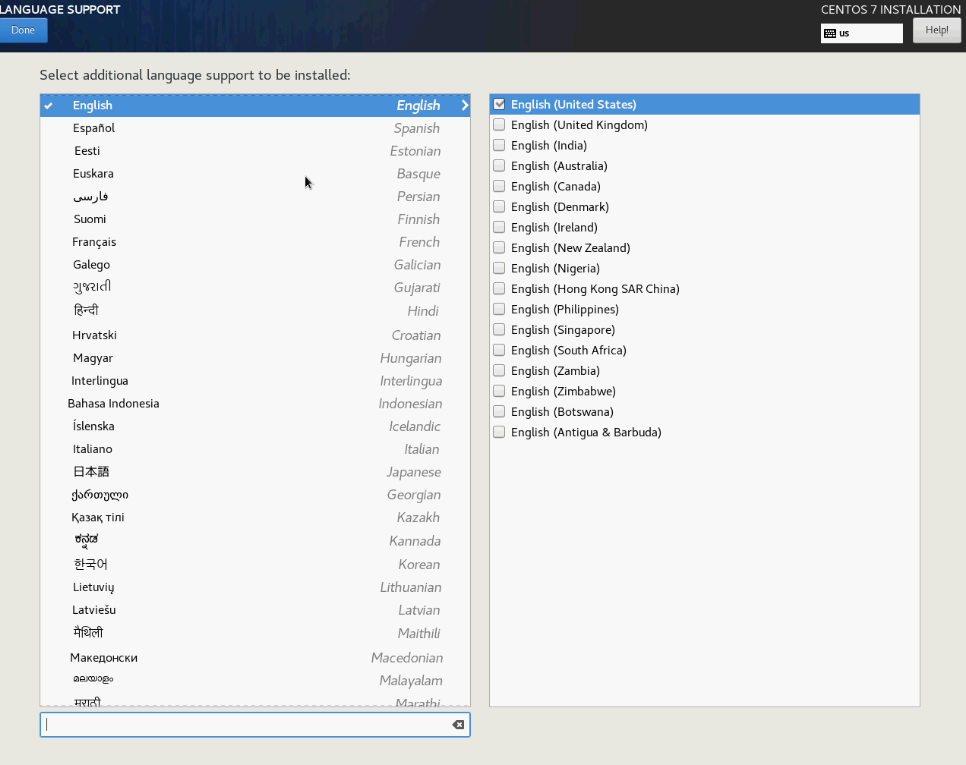 LANGUAGE SUPPORT
CENTOS 7 INSTALLATION
Done
us
Help!
Select additional language support to be installed:
English English
Español Spanish
Eesti Estonian
Euskara Basque
فارسی Persian
Suomi Finnish
Français French
Galego Galician
ગુજરાતી Gujarati
हिन्दी Hindi
Hrvatski Croatian
Magyar Hungarian
Interlingua Interlingua
Bahasa Indonesia Indonesian
Íslenska Icelandic
Italiano Italian
日本語 Japanese
ქართული Georgian
Қазақ тілі Kazakh
ಕನ್ನಡ Kannada
한국어 Korean
Lietuvių Lithuanian
Latviešu Latvian
मैथिली Maithili
Македонски Macedonian
മലയാളം Malayalam
मराठी Marathi
English (United States)
English (United Kingdom)
English (India)
English (Australia)
English (Canada)
English (Denmark)
English (Ireland)
English (New Zealand)
English (Nigeria)
English (Hong Kong SAR China)
English (Philippines)
English (Singapore)
English (South Africa)
English (Zambia)
English (Zimbabwe)
English (Botswana)
English (Antigua & Barbuda)